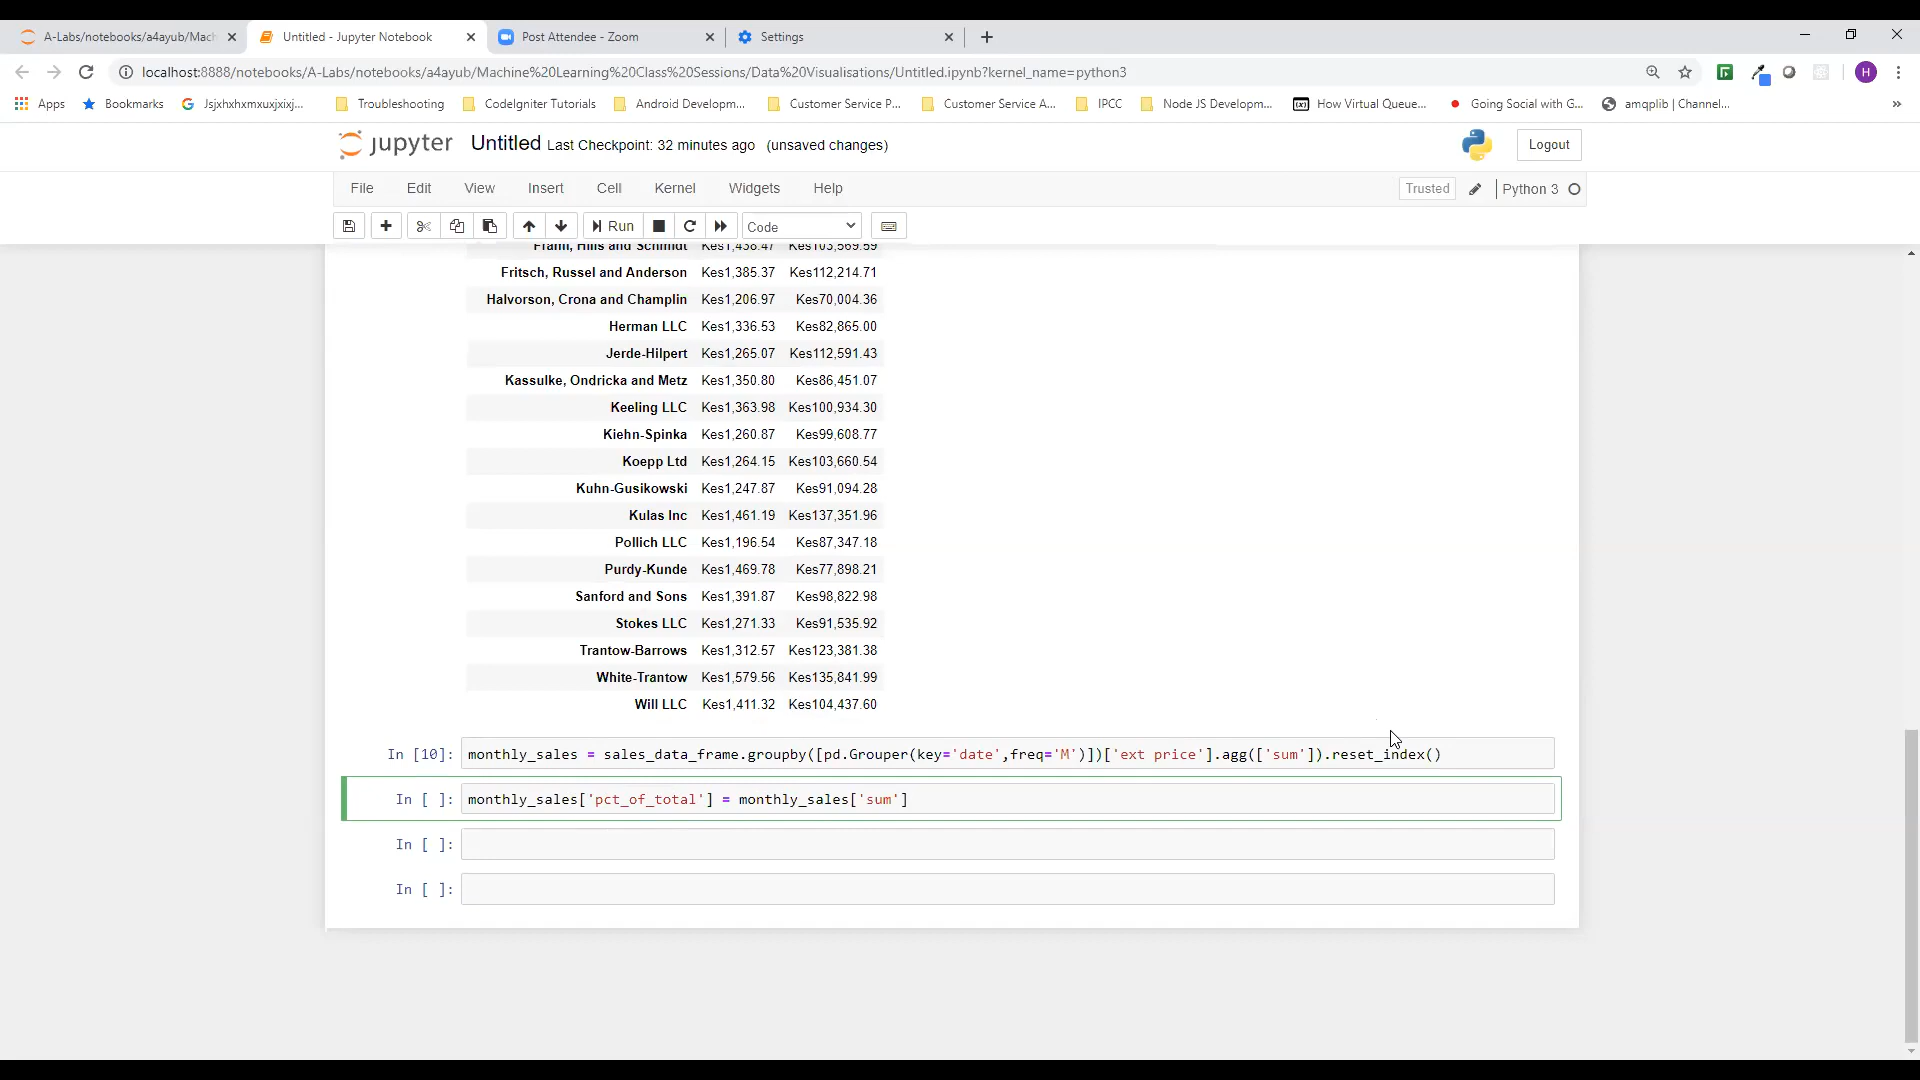 A-Labs/notebooks/a4ayub/Mach
Untitled - Jupyter Notebook
Post Attendee - Zoom
Settings
localhost:8888/notebooks/A-Labs/notebooks/a4ayub/Machine%20Learning%20Class%20Sessions/Data%20Visualisations/Untitled.ipynb?kernel_name=python3
H
Apps Bookmarks Jsjxhxhxmxuxjxixj... Troubleshooting CodeIgniter Tutorials Android Developm... Customer Service P... Customer Service A... IPCC Node JS Developm... How Virtual Queue... Going Social with G... amqplib | Channel... »
jupyter Untitled Last Checkpoint: 32 minutes ago (unsaved changes) Logout
File Edit View Insert Cell Kernel Widgets Help Trusted Python 3
Run Code
Frami, Hills and Schmidt Kes1,438.47 Kes103,569.59
Fritsch, Russel and Anderson Kes1,385.37 Kes112,214.71
Halvorson, Crona and Champlin Kes1,206.97 Kes70,004.36
Herman LLC Kes1,336.53 Kes82,865.00
Jerde-Hilpert Kes1,265.07 Kes112,591.43
Kassulke, Ondricka and Metz Kes1,350.80 Kes86,451.07
Keeling LLC Kes1,363.98 Kes100,934.30
Kiehn-Spinka Kes1,260.87 Kes99,608.77
Koepp Ltd Kes1,264.15 Kes103,660.54
Kuhn-Gusikowski Kes1,247.87 Kes91,094.28
Kulas Inc Kes1,461.19 Kes137,351.96
Pollich LLC Kes1,196.54 Kes87,347.18
Purdy-Kunde Kes1,469.78 Kes77,898.21
Sanford and Sons Kes1,391.87 Kes98,822.98
Stokes LLC Kes1,271.33 Kes91,535.92
Trantow-Barrows Kes1,312.57 Kes123,381.38
White-Trantow Kes1,579.56 Kes135,841.99
Will LLC Kes1,411.32 Kes104,437.60
In [10]: monthly_sales = sales_data_frame.groupby([pd.Grouper(key='date',freq='M')])['ext price'].agg(['sum']).reset_index()
In [ ]: monthly_sales['pct_of_total'] = monthly_sales['sum']
In [ ]:
In [ ]: